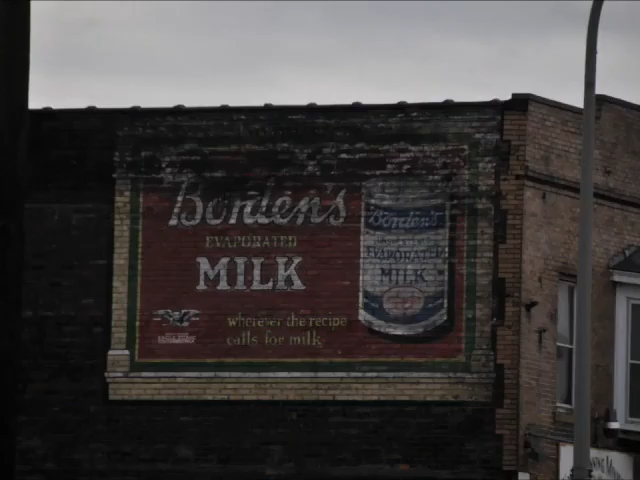 Borden's
EVAPORATED
MILK
wherever the recipe
calls for milk
Borden's
EVAPORATED
MILK